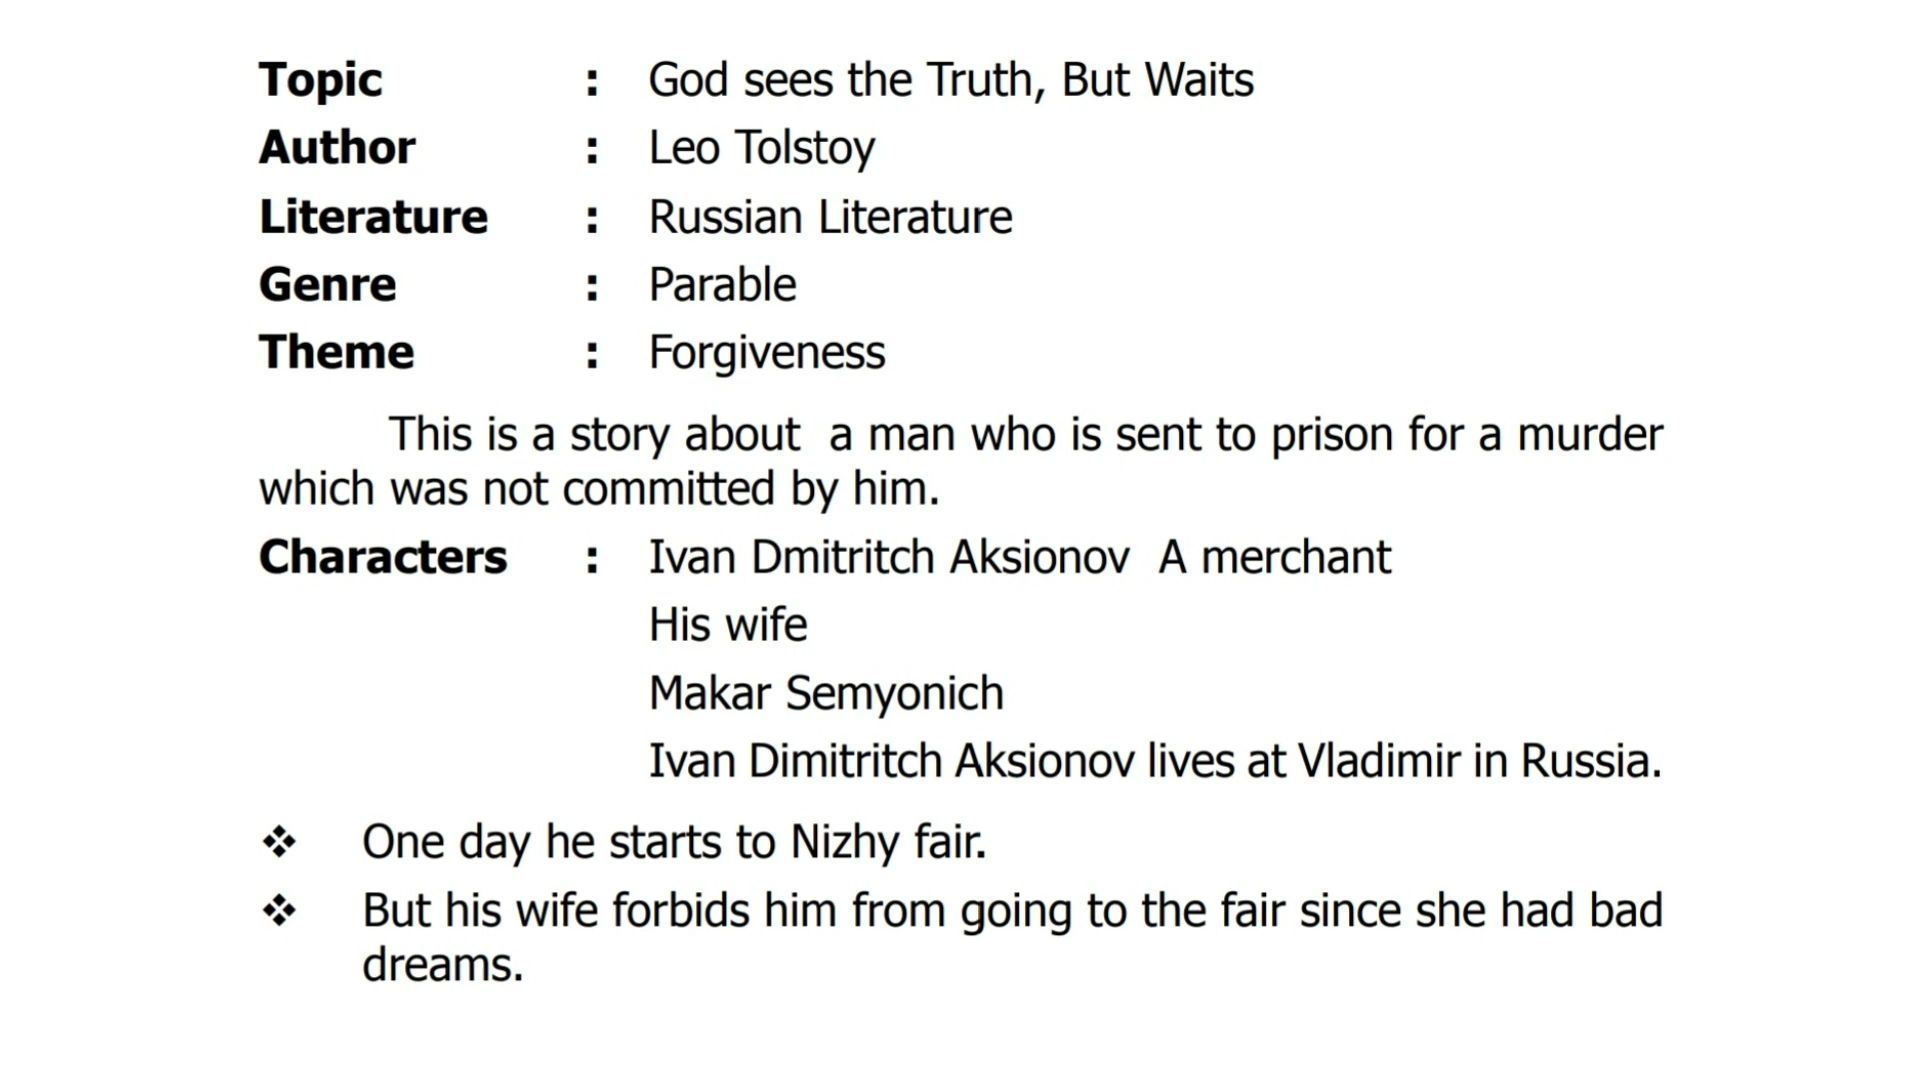 Topic : God sees the Truth, But Waits
Author : Leo Tolstoy
Literature : Russian Literature
Genre : Parable
Theme : Forgiveness
This is a story about a man who is sent to prison for a murder
which was not committed by him.
Characters : Ivan Dmitritch Aksionov A merchant
His wife
Makar Semyonich
Ivan Dimitritch Aksionov lives at Vladimir in Russia.
❖ One day he starts to Nizhy fair.
❖ But his wife forbids him from going to the fair since she had bad
dreams.